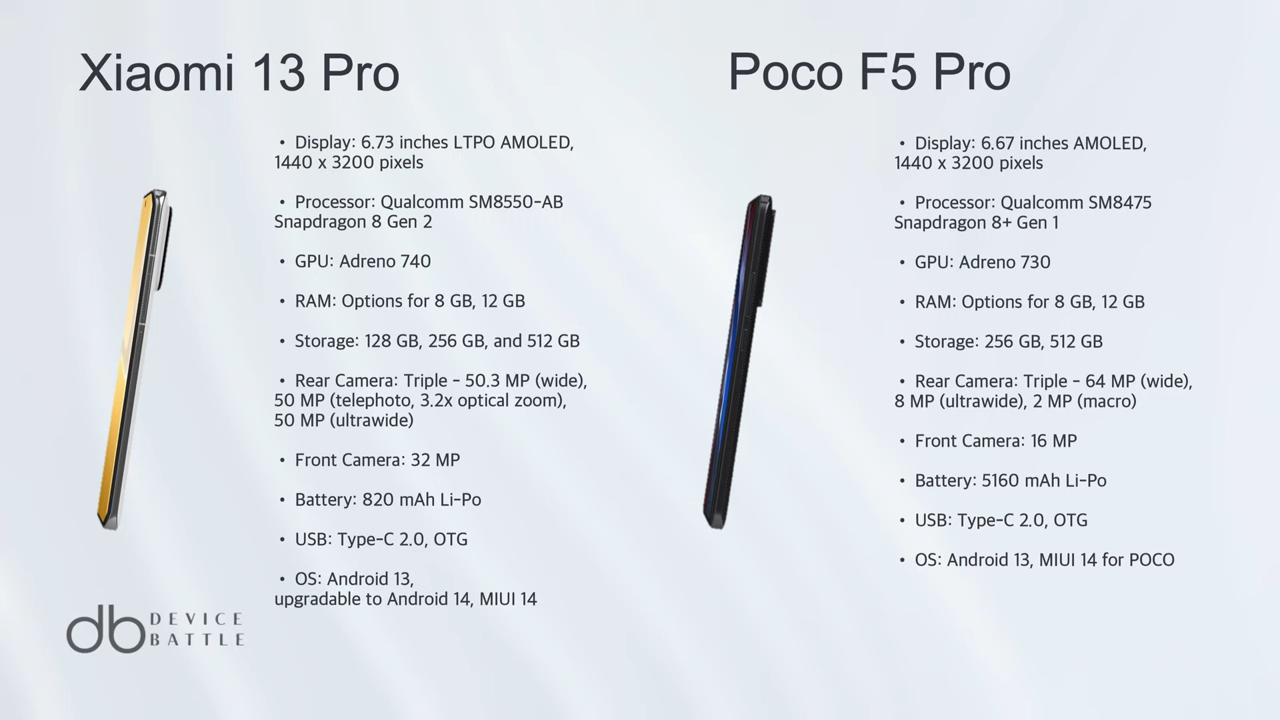 Xiaomi 13 Pro
• Display: 6.73 inches LTPO AMOLED,
1440 x 3200 pixels
• Processor: Qualcomm SM8550-AB
Snapdragon 8 Gen 2
• GPU: Adreno 740
• RAM: Options for 8 GB, 12 GB
• Storage: 128 GB, 256 GB, and 512 GB
• Rear Camera: Triple - 50.3 MP (wide),
50 MP (telephoto, 3.2x optical zoom),
50 MP (ultrawide)
• Front Camera: 32 MP
• Battery: 820 mAh Li-Po
• USB: Type-C 2.0, OTG
• OS: Android 13,
upgradable to Android 14, MIUI 14
Poco F5 Pro
• Display: 6.67 inches AMOLED,
1440 x 3200 pixels
• Processor: Qualcomm SM8475
Snapdragon 8+ Gen 1
• GPU: Adreno 730
• RAM: Options for 8 GB, 12 GB
• Storage: 256 GB, 512 GB
• Rear Camera: Triple - 64 MP (wide),
8 MP (ultrawide), 2 MP (macro)
• Front Camera: 16 MP
• Battery: 5160 mAh Li-Po
• USB: Type-C 2.0, OTG
• OS: Android 13, MIUI 14 for POCO
db DEVICE
BATTLE